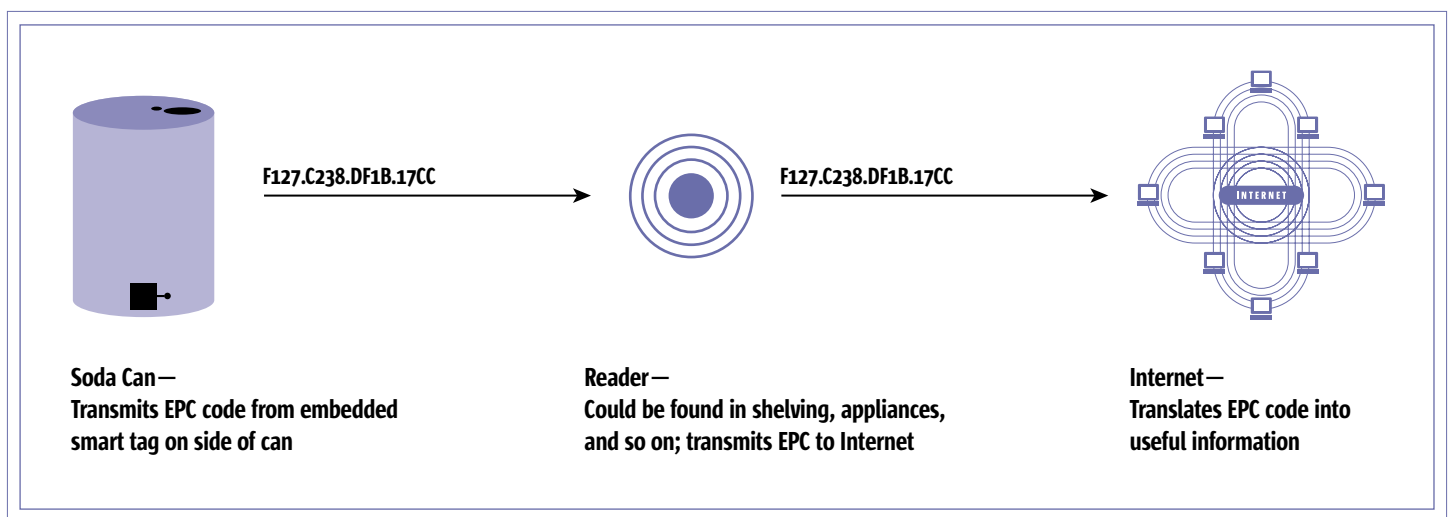 F127.C238.DF1B.17CC
F127.C238.DF1B.17CC
INTERNET
Soda Can—
Transmits EPC code from embedded
smart tag on side of can
Reader—
Could be found in shelving, appliances,
and so on; transmits EPC to Internet
Internet—
Translates EPC code into
useful information